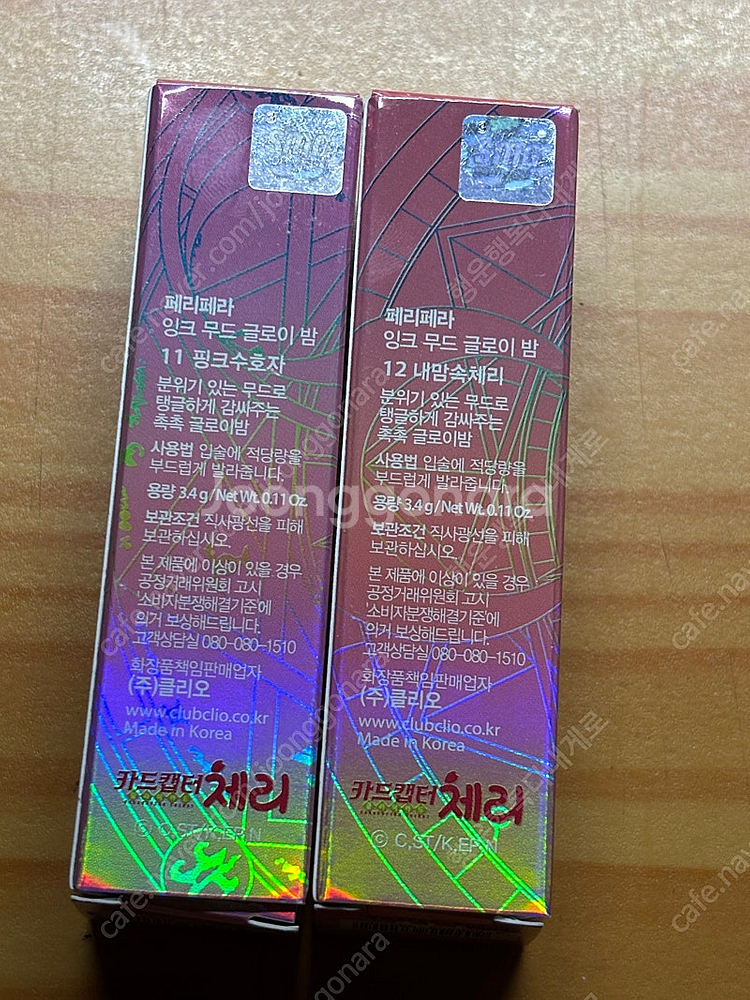 페리페라
잉크 무드 글로이 밤
11 핑크수호자
분위기 있는 무드로
탱글하게 감싸주는
촉촉 글로이밤
사용법 입술에 적당량을
부드럽게 발라줍니다.
용량 3.4 g / Net Wt. 0.11 Oz
보관조건 직사광선을 피해
보관하십시오.
본 제품에 이상이 있을 경우
공정거래위원회 고시
소비자분쟁해결기준에
의거 보상해드립니다.
고객상담실 080-080-1510
화장품책임판매업자
(주)클리오
www.clubclio.co.kr
Made in Korea
카드캡터 체리
© C,ST/K,EP,N
페리페라
잉크 무드 글로이 밤
12 내맘속체리
분위기 있는 무드로
탱글하게 감싸주는
촉촉 글로이밤
사용법 입술에 적당량을
부드럽게 발라줍니다.
용량 3.4 g / Net Wt. 0.11 Oz
보관조건 직사광선을 피해
보관하십시오.
본 제품에 이상이 있을 경우
공정거래위원회 고시
소비자분쟁해결기준에
의거 보상해드립니다.
고객상담실 080-080-1510
화장품책임판매업자
(주)클리오
www.clubclio.co.kr
Made in Korea
카드캡터 체리
© C,ST/K,EP,N
Joonggonara